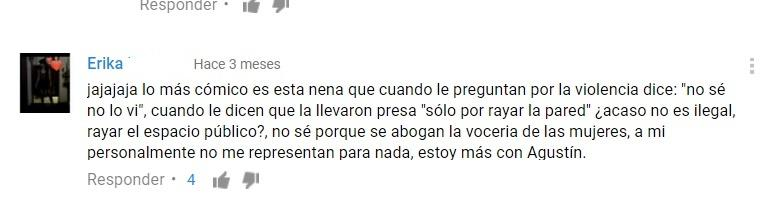 Responder •
Erika
Hace 3 meses
jajajaja lo más cómico es esta nena que cuando le preguntan por la violencia dice: "no sé
no lo vi", cuando le dicen que la llevaron presa "sólo por rayar la pared" ¿acaso no es ilegal,
rayar el espacio público?, no sé porque se abogan la voceria de las mujeres, a mi
personalmente no me representan para nada, estoy más con Agustín.
Responder • 4